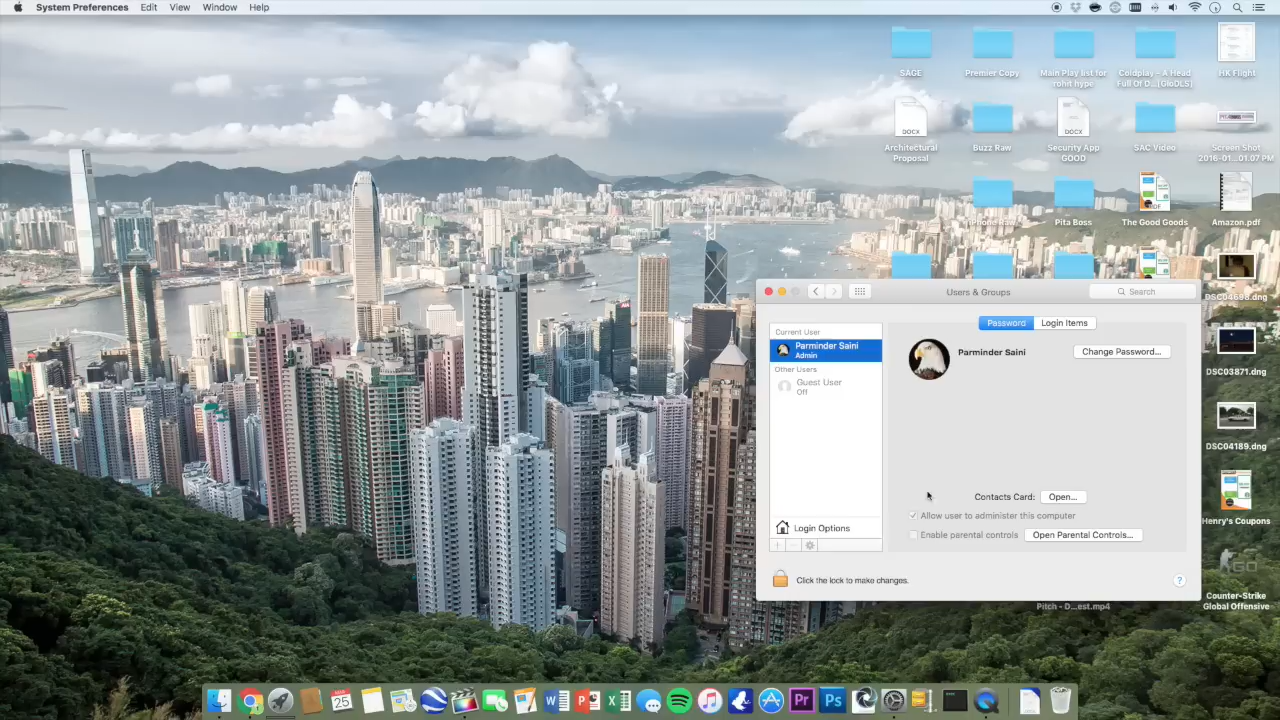 System Preferences Edit View Window Help
SAGE
Premier Copy
Main Play list for
rohit hype
Coldplay - A Head
Full Of D...(GioDLS)
HK Flight
DOCX
DOCX
Architectural
Proposal
Buzz Raw
Security App
GOOD
SAC Video
Screen Shot
2016-01...01.07 PM
Pita Boss
The Good Goods
Amazon.pdf
DSC04698.dng
DSC03871.dng
DSC04189.dng
Henry's Coupons
Counter-Strike
Global Offensive
Pitch - D...est.mp4
Users & Groups
Search
Password
Login Items
Current User
Parminder Saini
Admin
Other Users
Guest User
Off
Login Options
Parminder Saini
Change Password...
Contacts Card:
Open...
Allow user to administer this computer
Enable parental controls
Open Parental Controls...
Click the lock to make changes.
?
MAR
25
W
P
X
Pr
Ps